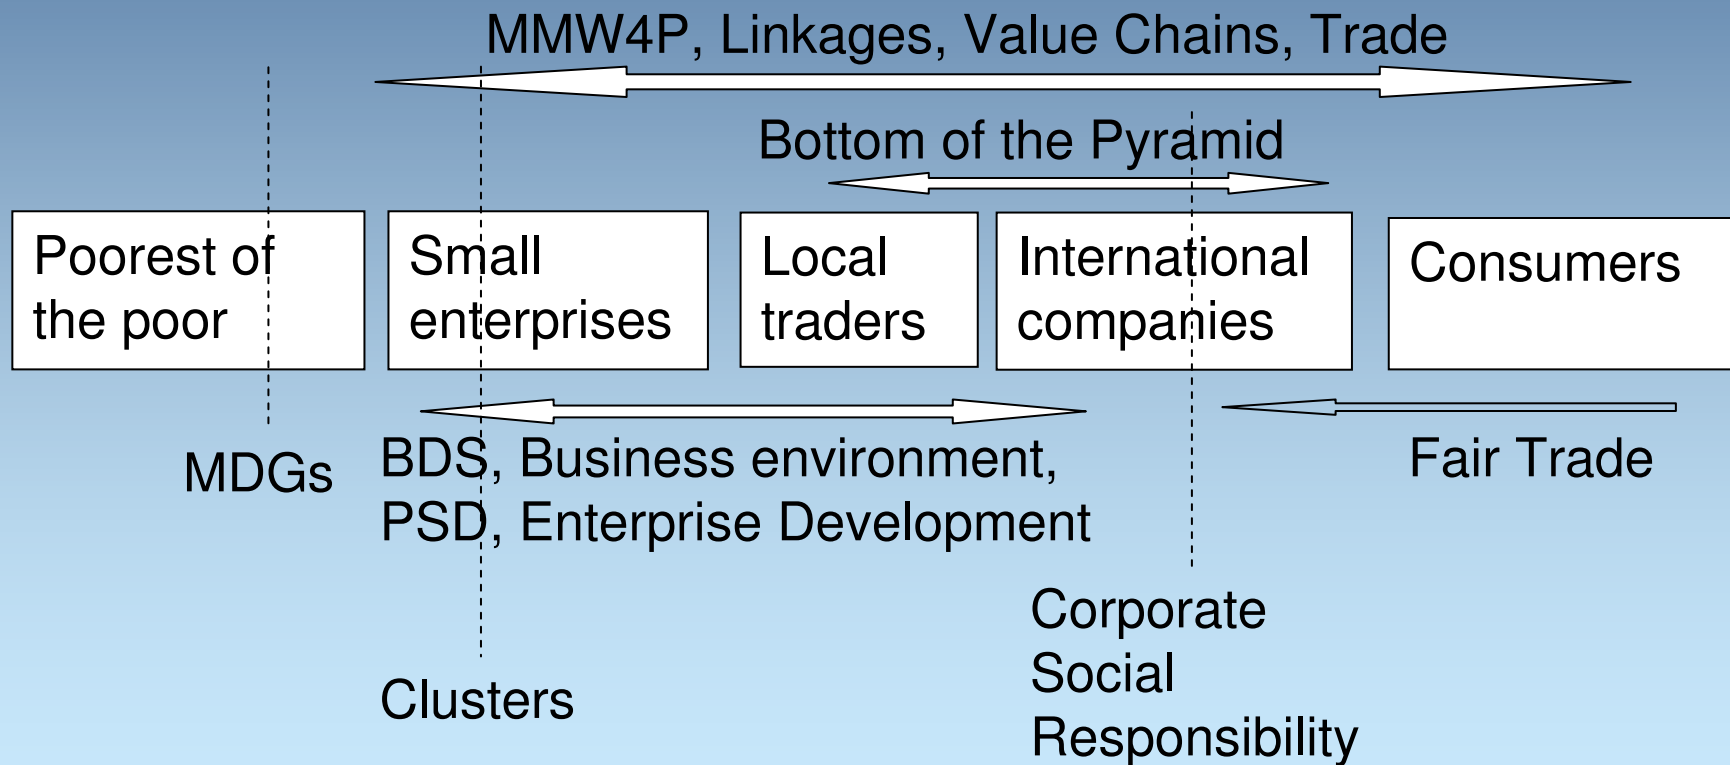 MMW4P, Linkages, Value Chains, Trade
Bottom of the Pyramid
Poorest of
the poor
Small
enterprises
Local
traders
International
companies
Consumers
MDGs
BDS, Business environment,
PSD, Enterprise Development
Fair Trade
Clusters
Corporate
Social
Responsibility